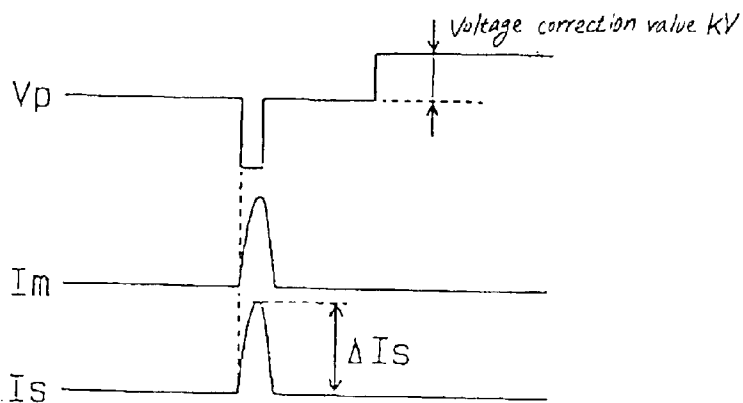 Voltage correction value KV
Vp
Im
ΔIs
Is